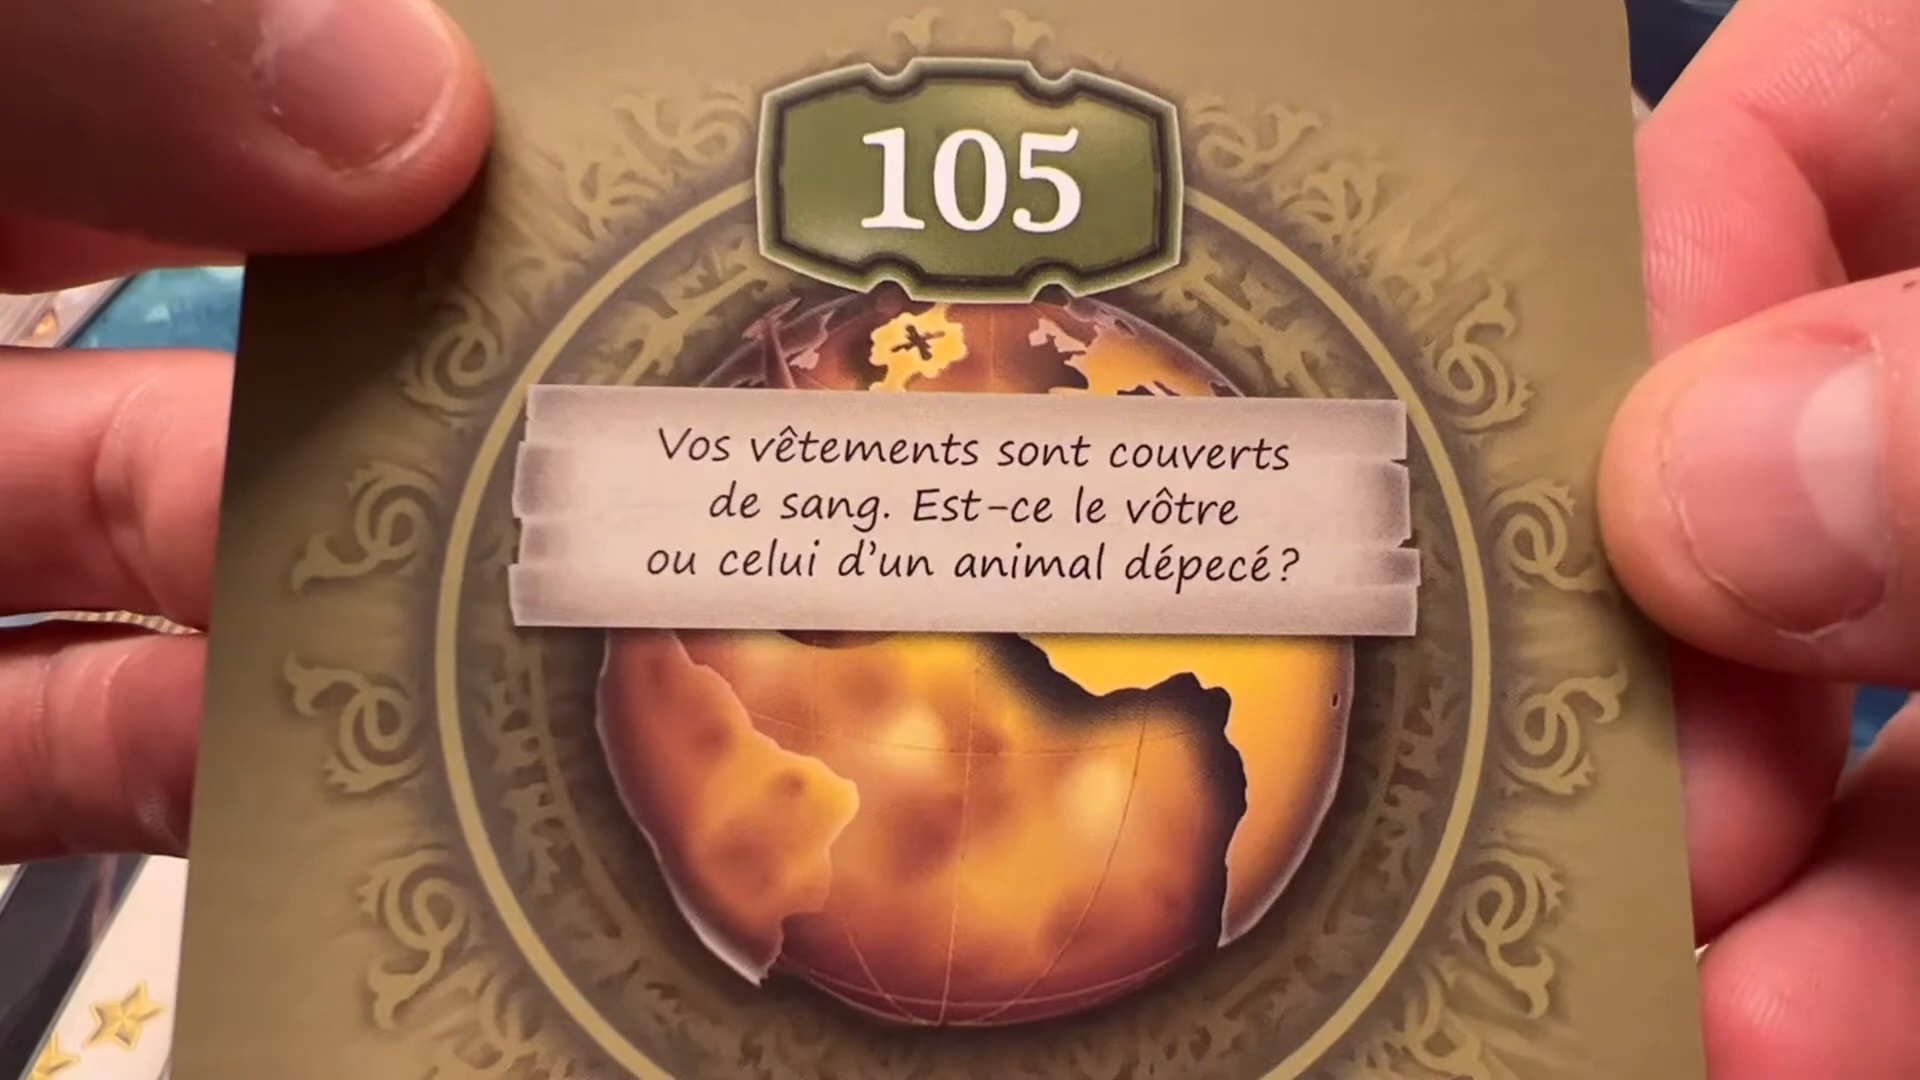 105
Vos vêtements sont couverts
de sang. Est-ce le vôtre
ou celui d'un animal dépecé?